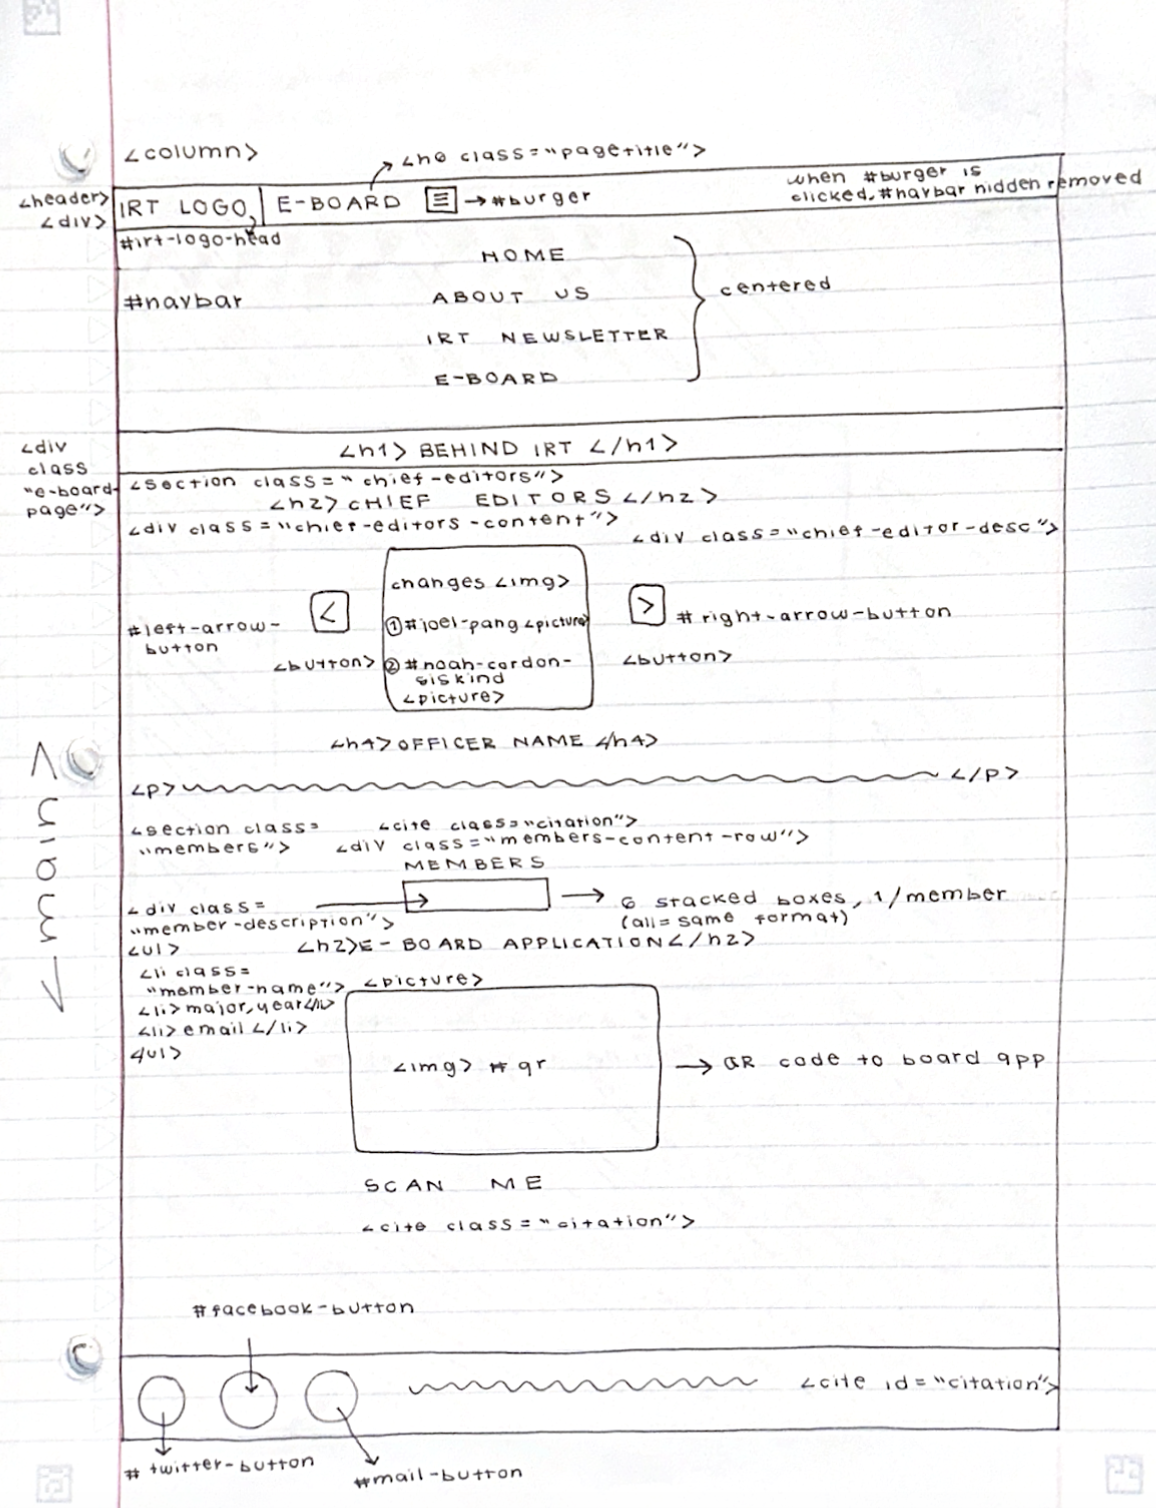 <column>
<h0 class="pagetitle">
<header>
<div>
IRT LOGO
E-BOARD
→ #burger
when #burger is
clicked, #navbar hidden removed
#irt-logo-head
#navbar
HOME
ABOUT US
IRT NEWSLETTER
E-BOARD
centered
<div
class
"e-board-
page">
<h1> BEHIND IRT </h1>
<section class="chief-editors">
<h2> CHIEF EDITORS </h2>
<div class="chief-editors-content">
<div class="chief-editor-desc">
changes <img>
① #joel-pang <picture>
② #noah-cordon-
siskind
<picture>
<
#left-arrow-
button
<button>
>
#right-arrow-button
<button>
<h4> OFFICER NAME </h4>
<p> </p>
main
<section class=
"members">
<cite class="citation">
<div class="members-content-row">
MEMBERS
<div class=
"member-description">
→ 6 stacked boxes, 1/member
(all = same format)
<ul>
<h2> E-BOARD APPLICATION </h2>
<li class=
"member-name">
<li> major, year </li>
<li> email </li>
</ul>
<picture>
<img> #qr
→ QR code to board app
SCAN ME
<cite class="citation">
#facebook-button
<cite id="citation">
#twitter-button
#mail-button